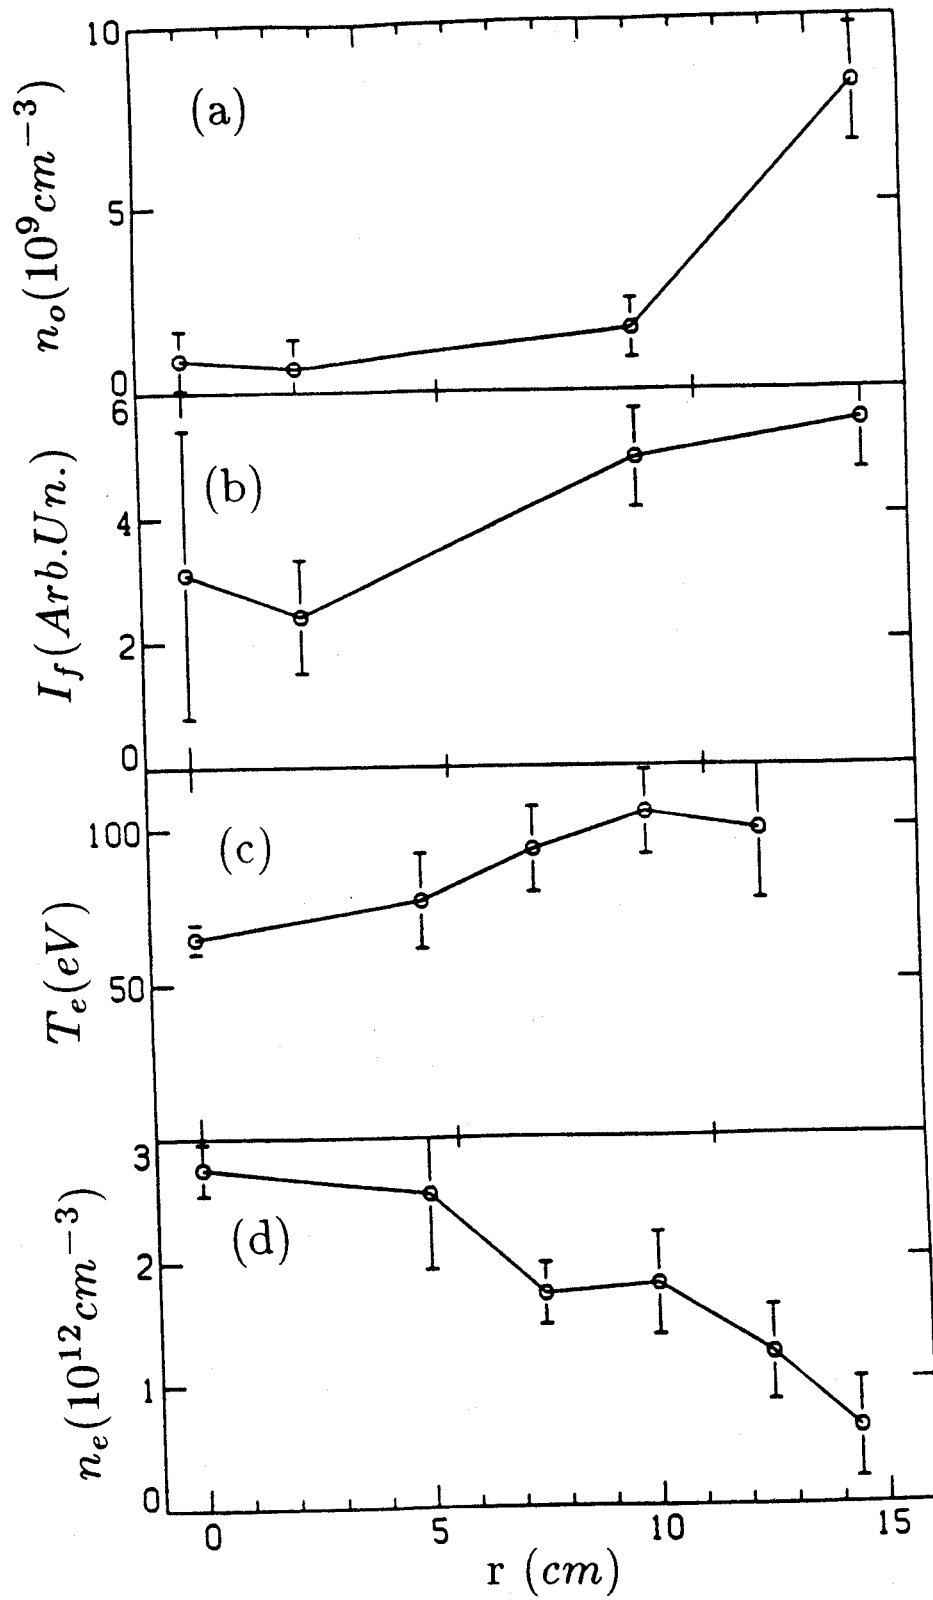 10
5
0
n_o(10^9 cm^−3)
(a)
6
4
2
0
I_f(Arb.Un.)
(b)
100
50
T_e(eV)
(c)
3
2
1
0
n_e(10^12 cm^−3)
(d)
0 5 10 15
r (cm)